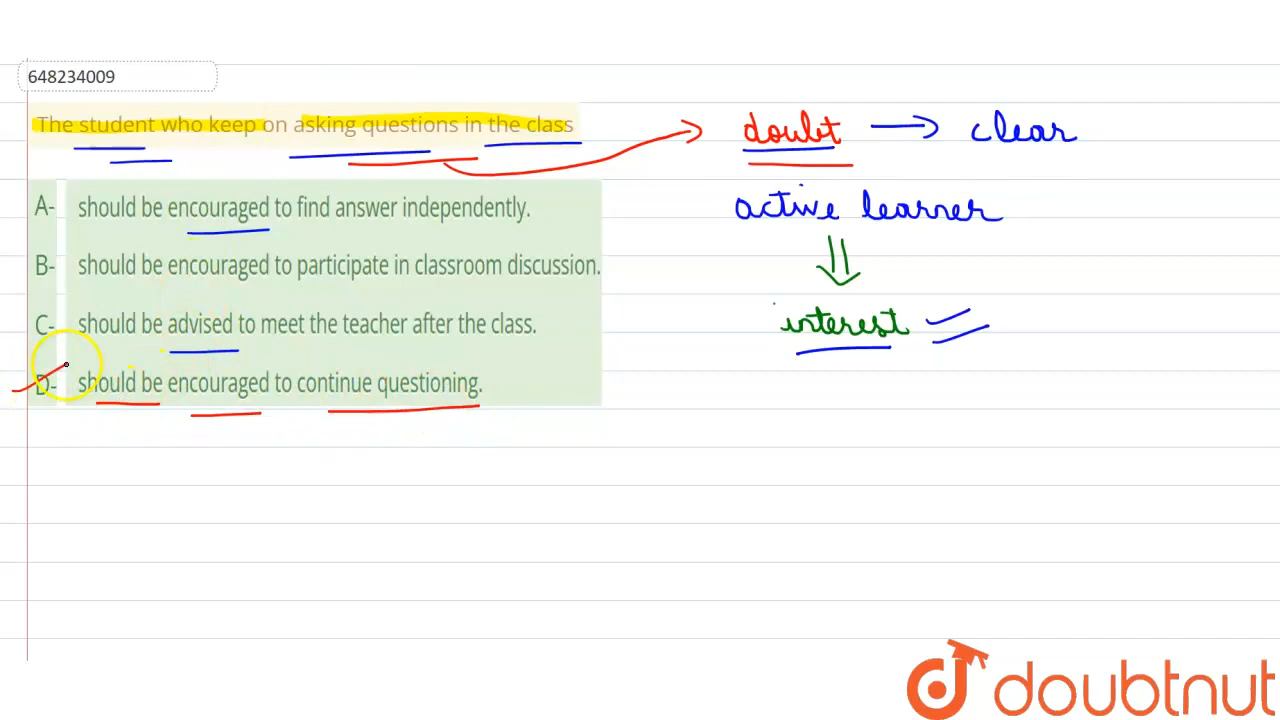 648234009
The student who keep on asking questions in the class
A- should be encouraged to find answer independently.
B- should be encouraged to participate in classroom discussion.
C- should be advised to meet the teacher after the class.
D- should be encouraged to continue questioning.
doubt → clear
active learner
interest
doubtnut